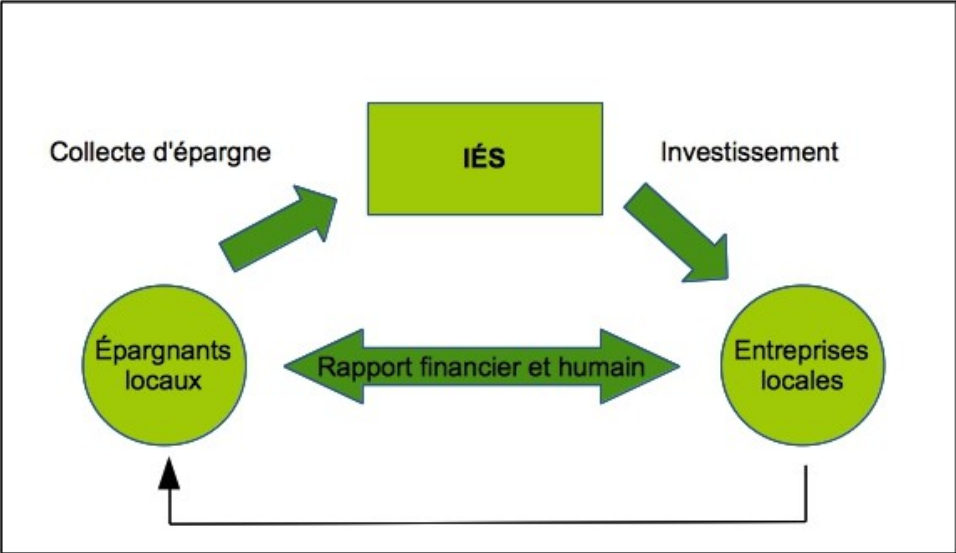 Collecte d'épargne
IÉS
Investissement
Épargnants
locaux
Rapport financier et humain
Entreprises
locales